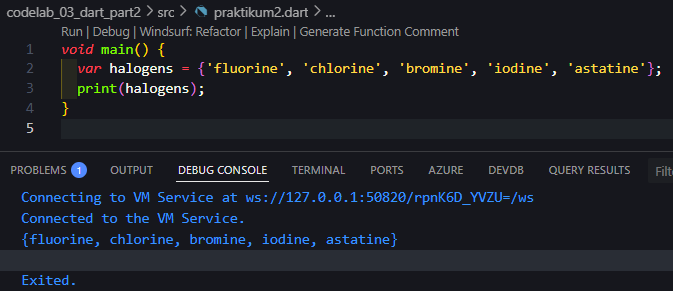 codelab_03_dart_part2 > src > praktikum2.dart > ...
Run | Debug | Windsurf: Refactor | Explain | Generate Function Comment
1 void main() {
2 var halogens = {'fluorine', 'chlorine', 'bromine', 'iodine', 'astatine'};
3 print(halogens);
4 }
5
PROBLEMS 1 OUTPUT DEBUG CONSOLE TERMINAL PORTS AZURE DEVDB QUERY RESULTS Filte
Connecting to VM Service at ws://127.0.0.1:50820/rpnK6D_YVZU=/ws
Connected to the VM Service.
{fluorine, chlorine, bromine, iodine, astatine}
Exited.